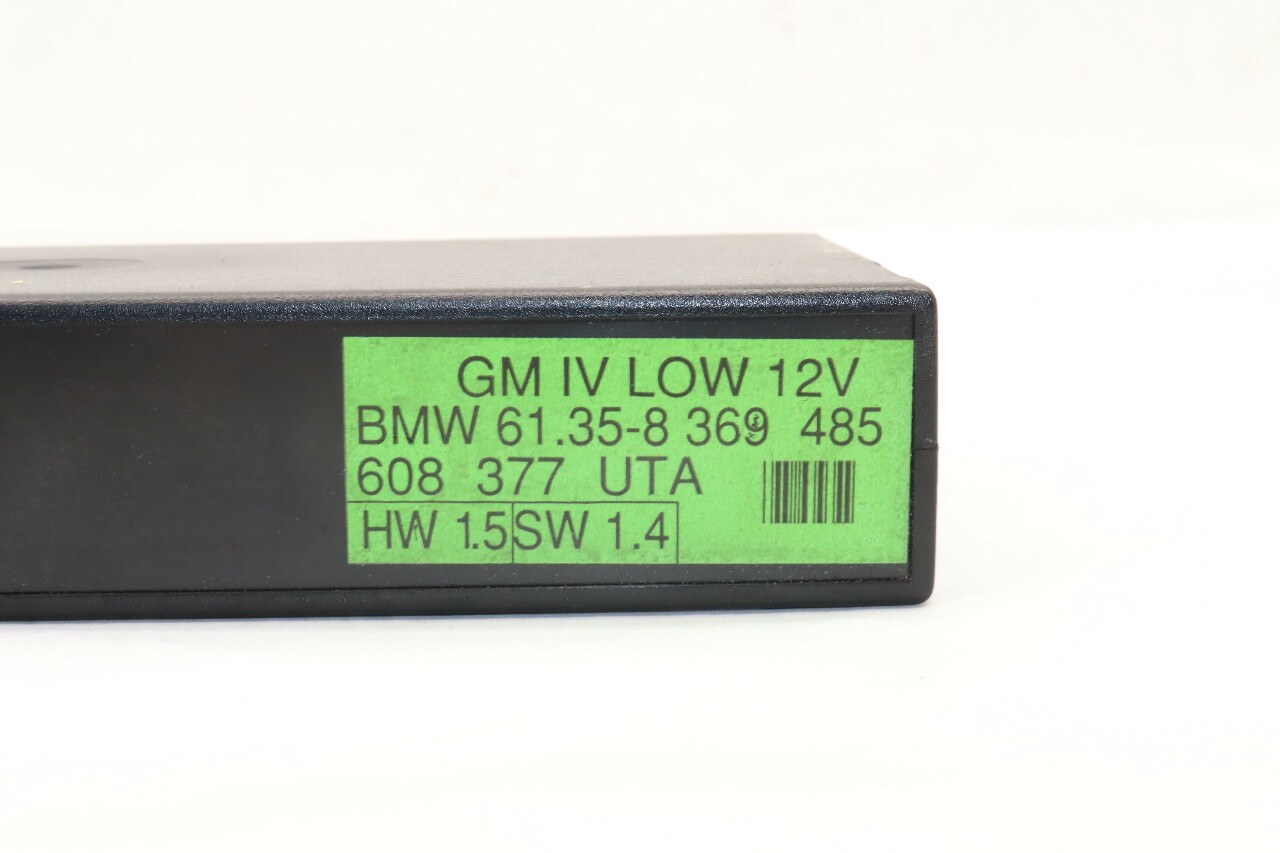 GM IV LOW 12V
BMW 61.35-8 369 485
608 377 UTA
HW 1.5 SW 1.4